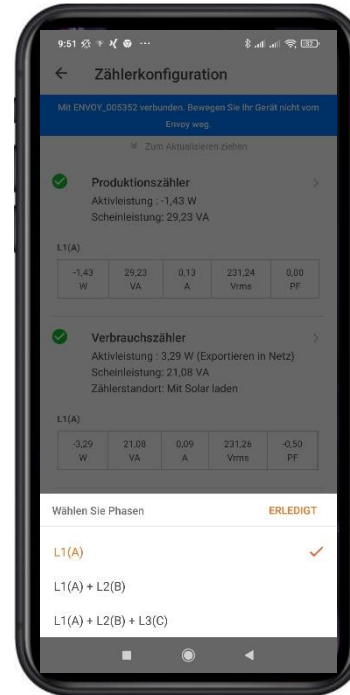 9:51
Zählerkonfiguration
Mit ENVOY_005352 verbunden. Bewegen Sie Ihr Gerät nicht vom
Envoy weg.
Zum Aktualisieren ziehen
Produktionszähler
Aktivleistung : -1,43 W
Scheinleistung: 29,23 VA
L1(A)
-1,43 29,23 0,13 231,24 0,00
W VA A Vrms PF
Verbrauchszähler
Aktivleistung : 3,29 W (Exportieren in Netz)
Scheinleistung: 21,08 VA
Zählerstandort: Mit Solar laden
L1(A)
-3,29 21,08 0,09 231,26 -0,50
W VA A Vrms PF
Wählen Sie Phasen ERLEDIGT
L1(A)
L1(A) + L2(B)
L1(A) + L2(B) + L3(C)